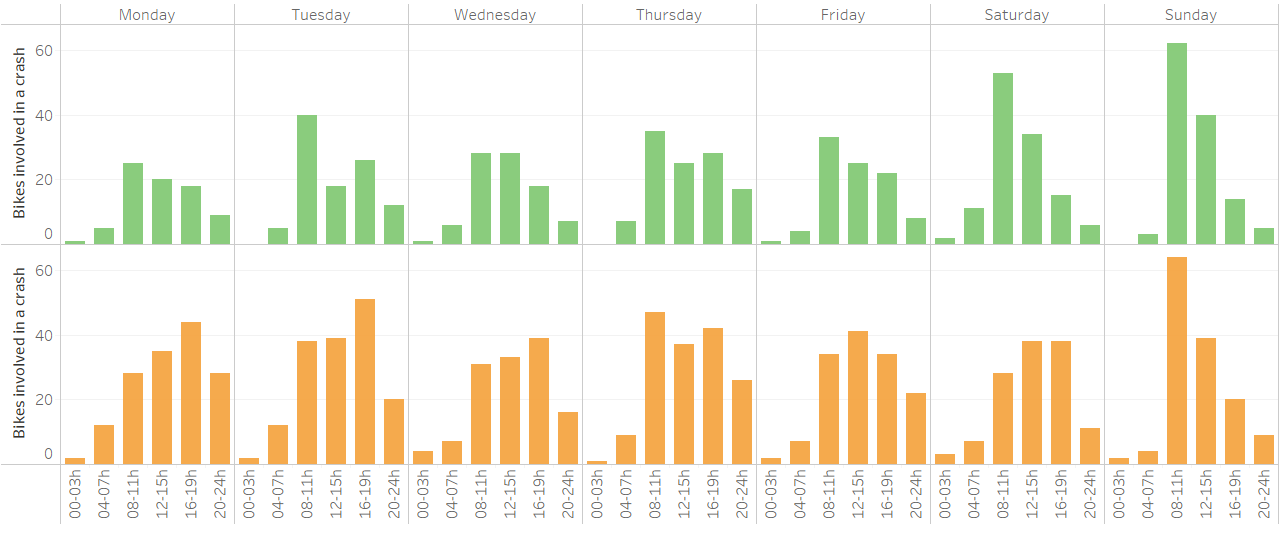 Monday Tuesday Wednesday Thursday Friday Saturday Sunday
Bikes involved in a crash
60
40
20
0
Bikes involved in a crash
60
40
20
0
00-03h 04-07h 08-11h 12-15h 16-19h 20-24h 00-03h 04-07h 08-11h 12-15h 16-19h 20-24h 00-03h 04-07h 08-11h 12-15h 16-19h 20-24h 00-03h 04-07h 08-11h 12-15h 16-19h 20-24h 00-03h 04-07h 08-11h 12-15h 16-19h 20-24h 00-03h 04-07h 08-11h 12-15h 16-19h 20-24h 00-03h 04-07h 08-11h 12-15h 16-19h 20-24h